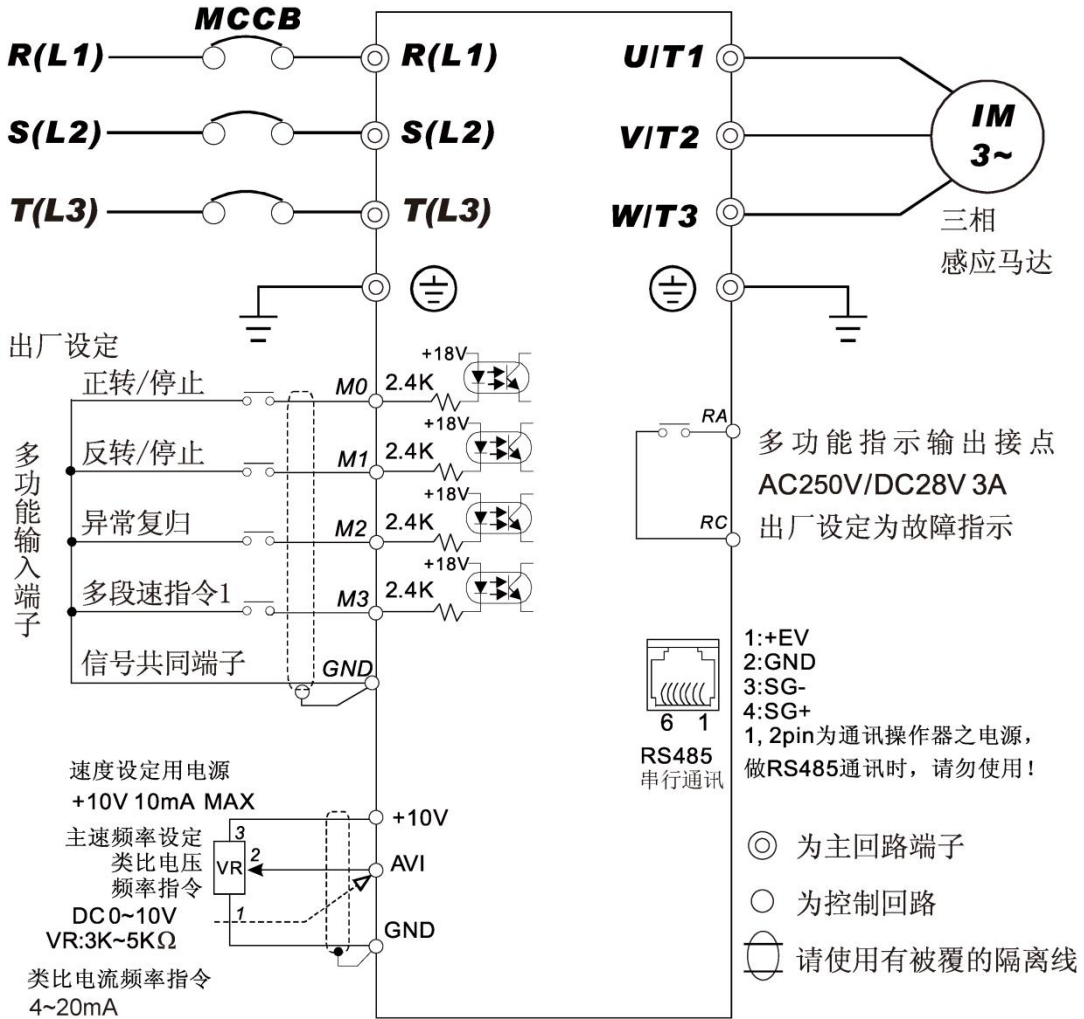 MCCB
R(L1)
R(L1)
U/T1
S(L2)
S(L2)
V/T2
IM
3~
T(L3)
T(L3)
W/T3
三相
感应马达
出厂设定
多功能输入端子
正转/停止
M0
2.4K
+18V
反转/停止
M1
2.4K
+18V
异常复归
M2
2.4K
+18V
多段速指令1
M3
2.4K
+18V
信号共同端子
GND
RA
多功能指示输出接点
AC250V/DC28V 3A
RC
出厂设定为故障指示
6 1
RS485
串行通讯
1:+EV
2:GND
3:SG-
4:SG+
1, 2pin为通讯操作器之电源，
做RS485通讯时，请勿使用！
速度设定用电源
+10V 10mA MAX
主速频率设定
类比电压
频率指令
DC 0~10V
VR:3K~5KΩ
类比电流频率指令
4~20mA
3
VR
2
1
+10V
AVI
GND
为主回路端子
为控制回路
请使用有被覆的隔离线